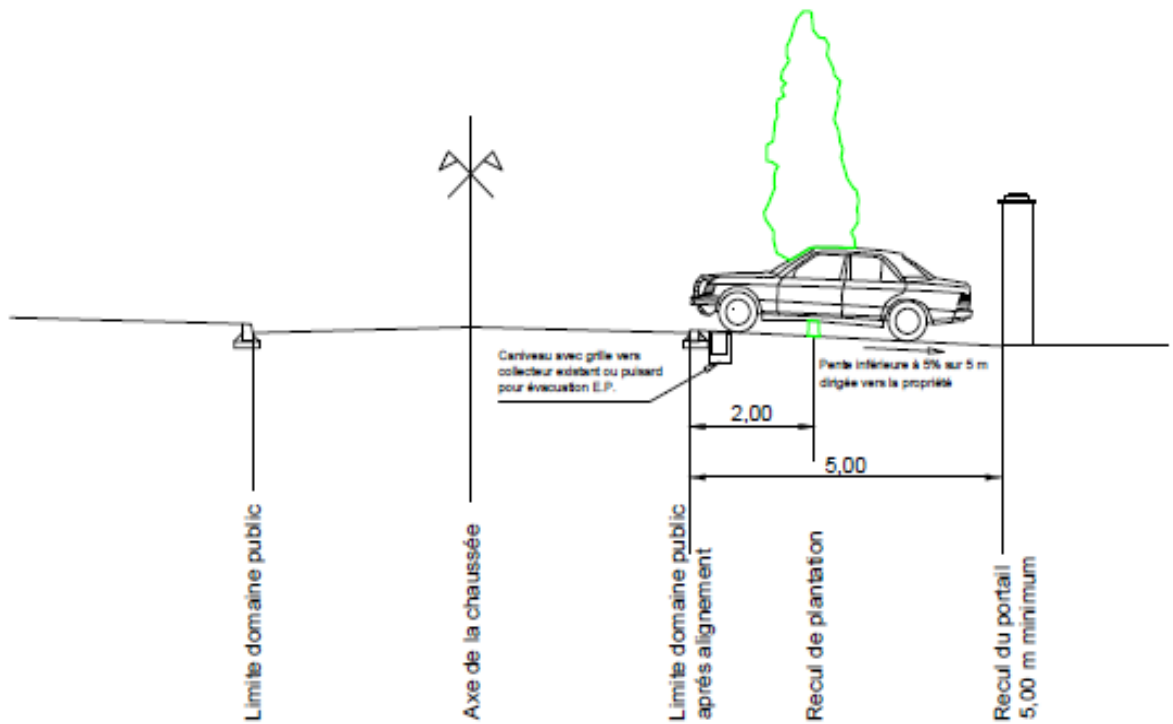 Caniveau avec grille vers
collecteur existant ou puisard
pour évacuation E.P.
Pente inférieure à 5% sur 5 m
dirigée vers la propriété
2,00
5,00
Limite domaine public
Axe de la chaussée
Limite domaine public
aprés alignement
Recul de plantation
Recul du portail
5,00 m minimum